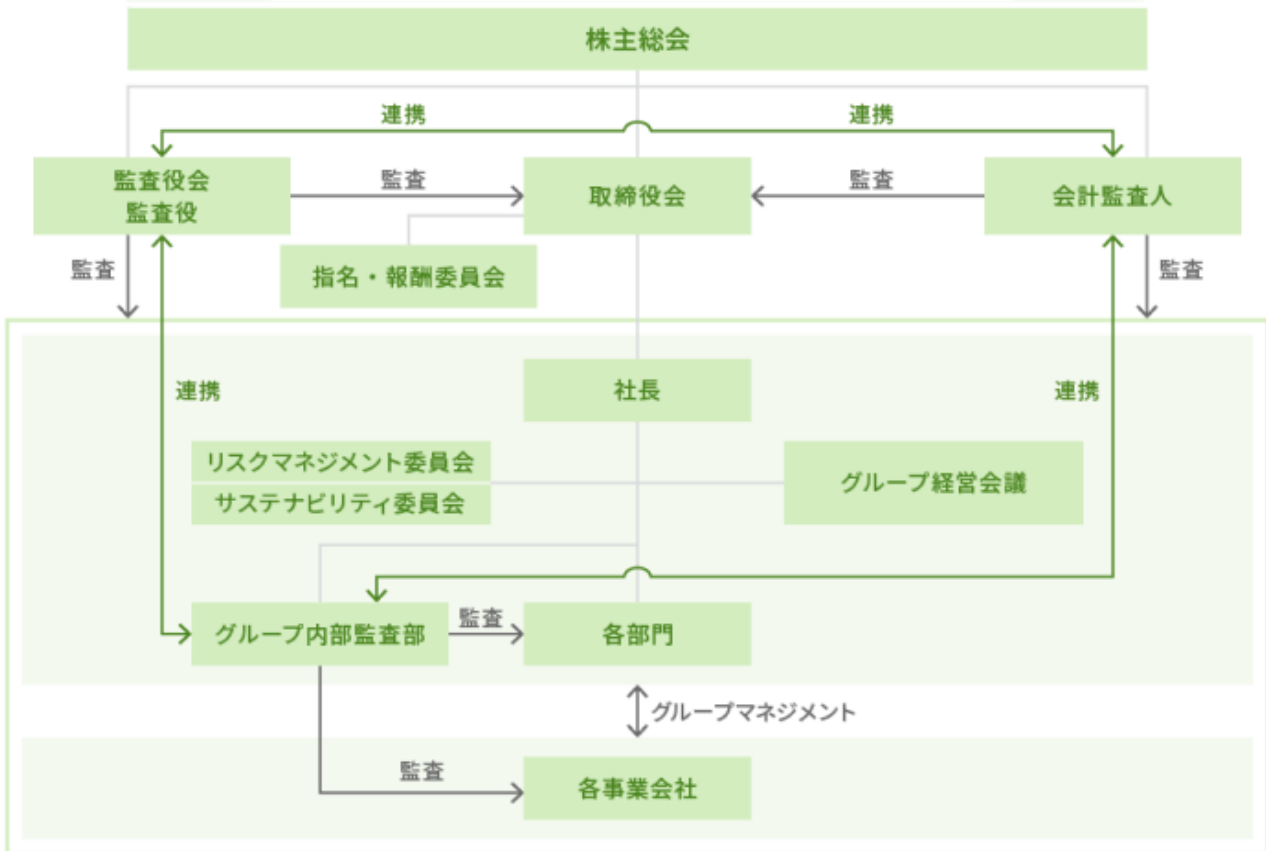 株主総会
連携
連携
監査役会
監査役
監査
取締役会
監査
会計監査人
監査
指名・報酬委員会
監査
社長
連携
連携
リスクマネジメント委員会
サステナビリティ委員会
グループ経営会議
グループ内部監査部
監査
各部門
グループマネジメント
監査
各事業会社